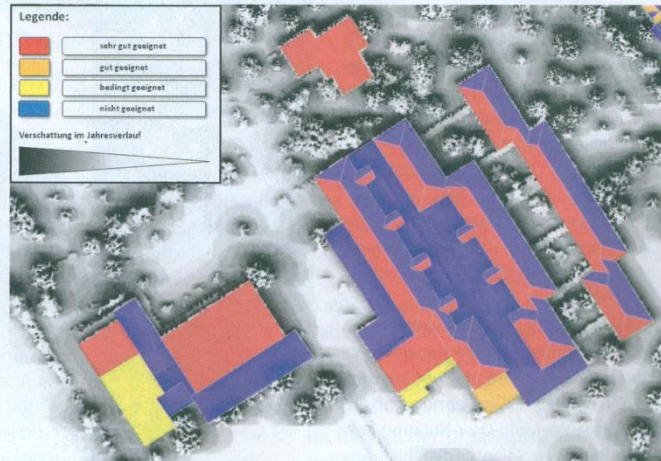 Legende:
sehr gut geeignet
gut geeignet
bedingt geeignet
nicht geeignet
Verschattung im Jahresverlauf